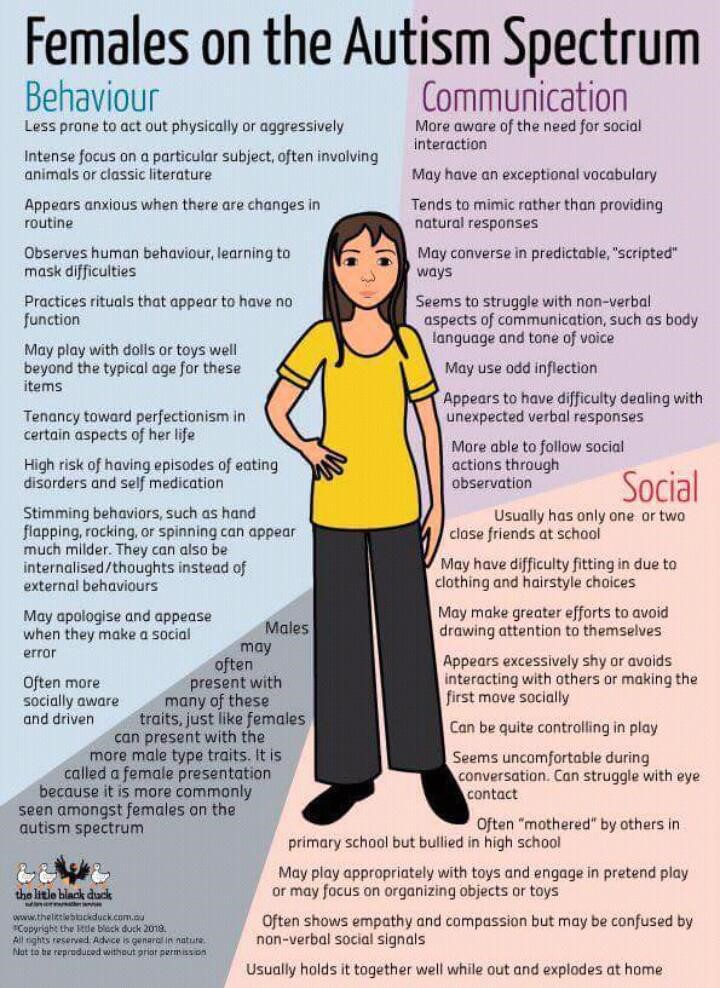 Females on the Autism Spectrum
Behaviour
Less prone to act out physically or aggressively
Intense focus on a particular subject, often involving
animals or classic literature
Appears anxious when there are changes in
routine
Observes human behaviour, learning to
mask difficulties
Practices rituals that appear to have no
function
May play with dolls or toys well
beyond the typical age for these
items
Tenancy toward perfectionism in
certain aspects of her life
High risk of having episodes of eating
disorders and self medication
Stimming behaviors, such as hand
flapping, rocking, or spinning can appear
much milder. They can also be
internalised/thoughts instead of
external behaviours
May apologise and appease
when they make a social
error
Often more
socially aware
and driven
Communication
More aware of the need for social
interaction
May have an exceptional vocabulary
Tends to mimic rather than providing
natural responses
May converse in predictable, "scripted"
ways
Seems to struggle with non-verbal
aspects of communication, such as body
language and tone of voice
May use odd inflection
Appears to have difficulty dealing with
unexpected verbal responses
More able to follow social
actions through
observation
Social
Usually has only one or two
close friends at school
May have difficulty fitting in due to
clothing and hairstyle choices
May make greater efforts to avoid
drawing attention to themselves
Appears excessively shy or avoids
interacting with others or making the
first move socially
Can be quite controlling in play
Seems uncomfortable during
conversation. Can struggle with eye
contact
Often "mothered" by others in
primary school but bullied in high school
May play appropriately with toys and engage in pretend play
or may focus on organizing objects or toys
Often shows empathy and compassion but may be confused by
non-verbal social signals
Usually holds it together well while out and explodes at home
Males
may
often
present with
many of these
traits, just like females
can present with the
more male type traits. It is
called a female presentation
because it is more commonly
seen amongst females on the
autism spectrum
the little black duck
autism communication services
www.thelittleblackduck.com.au
©Copyright the little black duck 2018.
All rights reserved. Advice is general in nature.
Not to be reproduced without prior permission